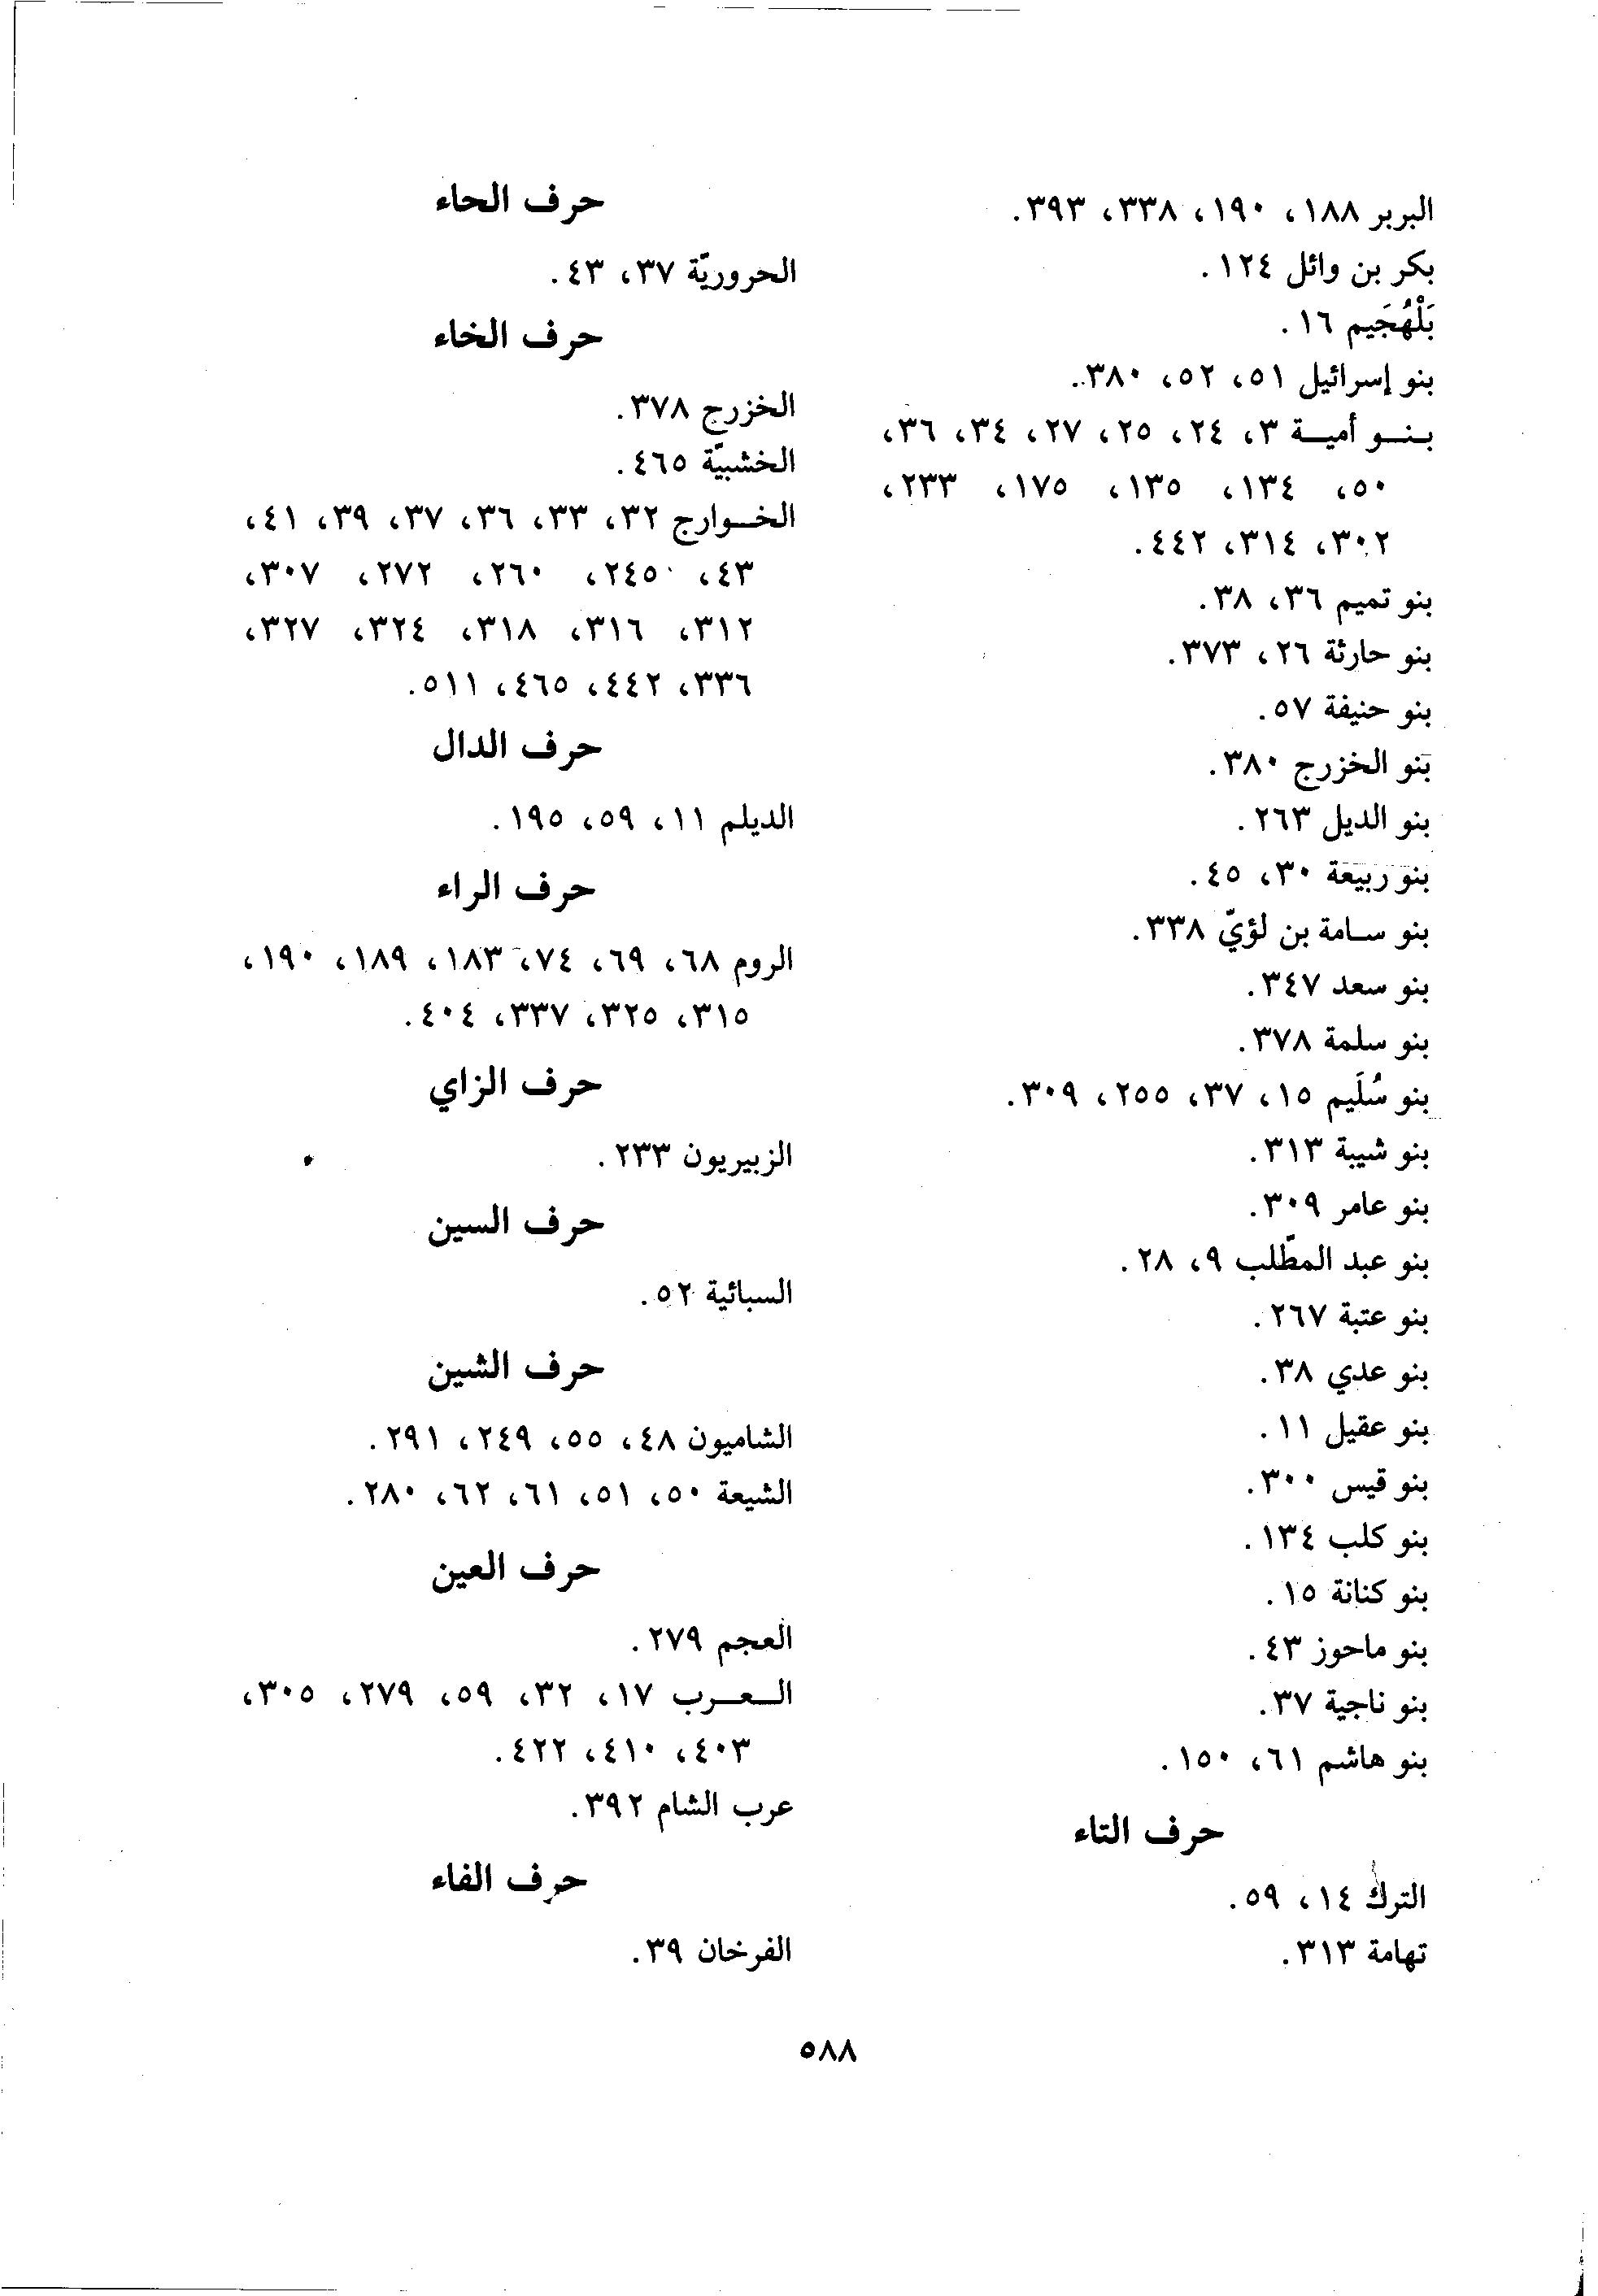 البربر ١٨٨، ١٩٠، ٣٣٨، ٣٩٣.
بكر بن وائل ١٢٤.
بَلْهُجَيم ١٦.
بنو إسرائيل ٥١، ٥٢، ٣٨٠.
بنـو أميـة ٣، ٢٤، ٢٥، ٢٧، ٣٤، ٣٦،
٥٠، ١٣٤، ١٣٥، ١٧٥، ٢٣٣،
٣٠٢، ٣١٤، ٤٤٢.
بنو تميم ٣٦، ٣٨.
بنو حارثة ٢٦، ٣٧٣.
بنو حنيفة ٥٧.
بنو الخزرج ٣٨٠.
بنو الديل ٢٦٣.
بنو ربيعة ٣٠، ٤٥.
بنو سـامة بن لؤيّ ٣٣٨.
بنو سعد ٣٤٧.
بنو سلمة ٣٧٨.
بنو سُلَيم ١٥، ٣٧، ٢٥٥، ٣٠٩.
بنو شيبة ٣١٣.
بنو عامر ٣٠٩.
بنو عبد المطّلب ٩، ٢٨.
بنو عتبة ٢٦٧.
بنو عدي ٣٨.
بنو عقيل ١١.
بنو قيس ٣٠٠.
بنو كلب ١٣٤.
بنو كنانة ١٥.
بنو ماحوز ٤٣.
بنو ناجية ٣٧.
بنو هاشم ٦١، ١٥٠.
حرف التاء
الترك ١٤، ٥٩.
تهامة ٣١٣.
حرف الحاء
الحروريّة ٣٧، ٤٣.
حرف الخاء
الخزرج ٣٧٨.
الخشبيّة ٤٦٥.
الخـوارج ٣٢، ٣٣، ٣٦، ٣٧، ٣٩، ٤١،
٤٣، ٢٤٥، ٢٦٠، ٢٧٢، ٣٠٧،
٣١٢، ٣١٦، ٣١٨، ٣٢٤، ٣٢٧،
٣٣٦، ٤٤٢، ٤٦٥، ٥١١.
حرف الدال
الديلم ١١، ٥٩، ١٩٥.
حرف الراء
الروم ٦٨، ٦٩، ٧٤، ١٨٣، ١٨٩، ١٩٠،
٣١٥، ٣٢٥، ٣٣٧، ٤٠٤.
حرف الزاي
الزبيريون ٢٣٣.
حرف السين
السبائية ٥٢.
حرف الشين
الشاميون ٤٨، ٥٥، ٢٤٩، ٢٩١.
الشيعة ٥٠، ٥١، ٦١، ٦٢، ٢٨٠.
حرف العين
العجم ٢٧٩.
الـعـرب ١٧، ٣٢، ٥٩، ٢٧٩، ٣٠٥،
٤٠٣، ٤١٠، ٤٢٢.
عرب الشام ٣٩٢.
حرف الفاء
الفرخان ٣٩.
٥٨٨